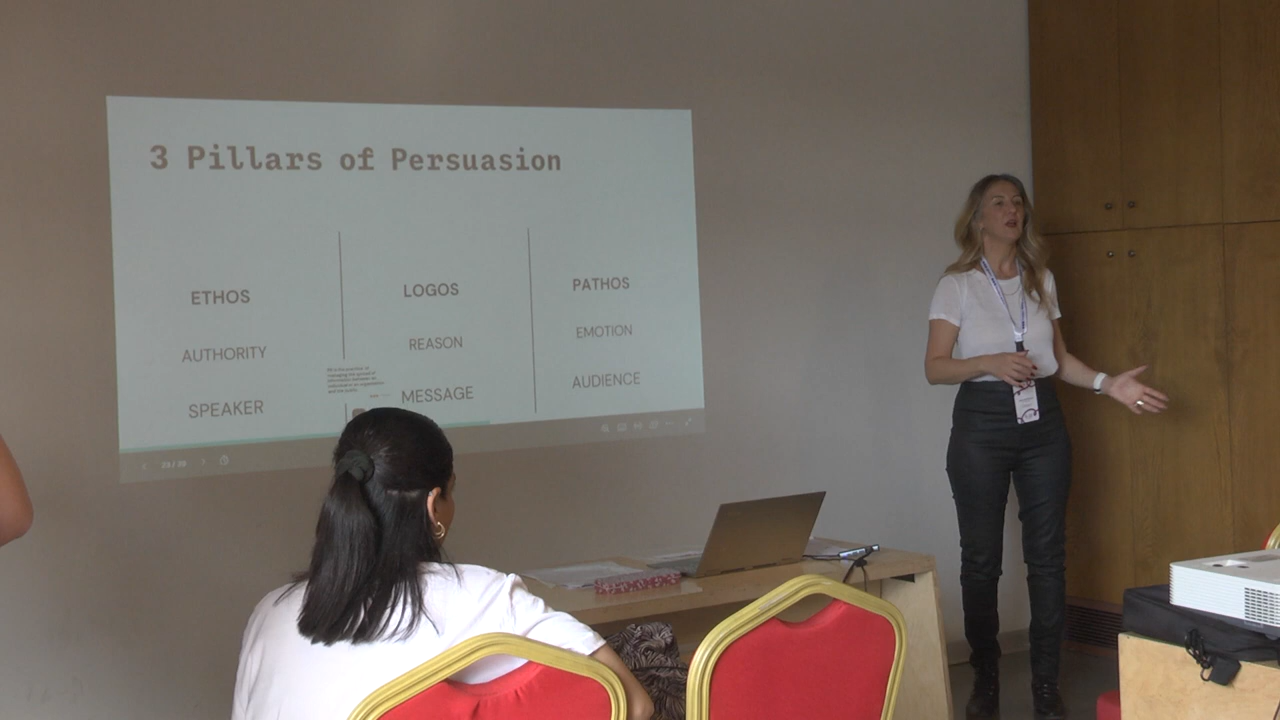 3 Pillars of Persuasion
ETHOS
AUTHORITY
SPEAKER
LOGOS
REASON
MESSAGE
PATHOS
EMOTION
AUDIENCE